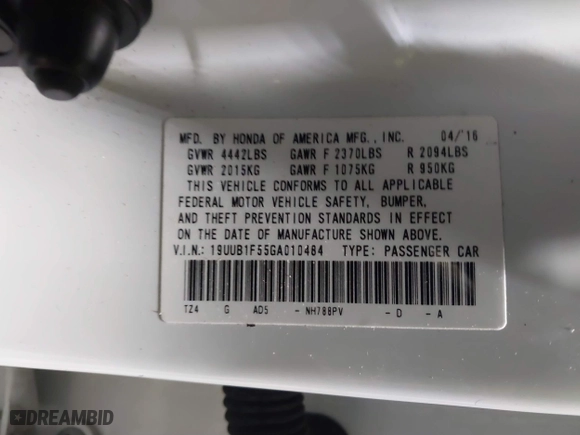 MFD. BY HONDA OF AMERICA MFG., INC. 04/'16
GVWR 4442LBS GAWR F 2370LBS R 2094LBS
GVWR 2015KG GAWR F 1075KG R 950KG
THIS VEHICLE CONFORMS TO ALL APPLICABLE
FEDERAL MOTOR VEHICLE SAFETY, BUMPER,
AND THEFT PREVENTION STANDARDS IN EFFECT
ON THE DATE OF MANUFACTURE SHOWN ABOVE.
V.I.N.: 19UUB1F55GA010484 TYPE: PASSENGER CAR
TZ4 G AD5 - NH788PV - D - A
DREAMBID